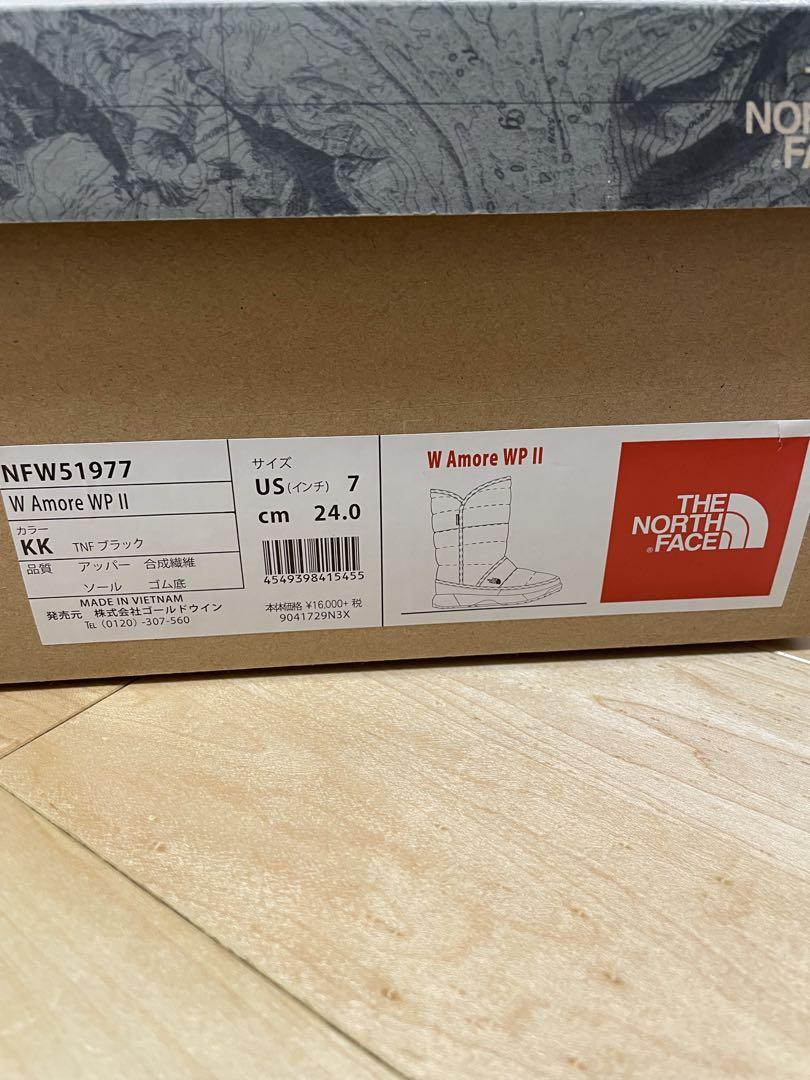 NORTH
FA
NFW51977
W Amore WP II
カラー
KK TNF ブラック
品質 アッパー 合成繊維
ソール ゴム底
MADE IN VIETNAM
発売元 株式会社ゴールドウイン
TEL (0120) -307-560
サイズ
US (インチ) 7
cm 24.0
4549398415455
本体価格 ¥16,000+ 税
9041729N3X
W Amore WP II
THE
NORTH
FACE
®